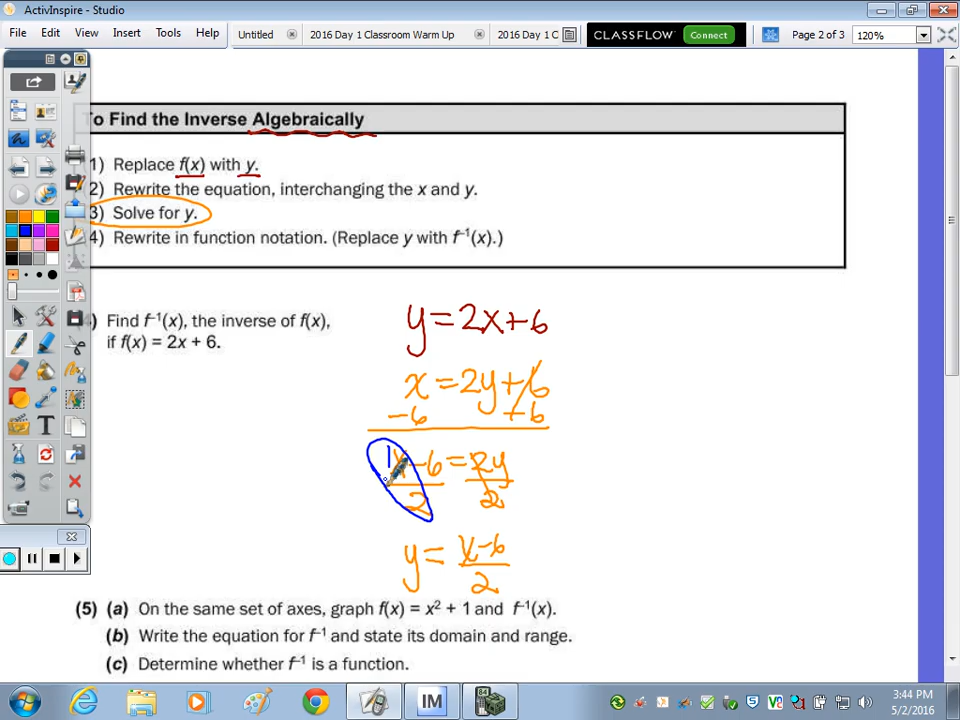 ActivInspire - Studio
File Edit View Insert Tools Help Untitled 2016 Day 1 Classroom Warm Up 2016 Day 1 C CLASSFLOW Connect Page 2 of 3 120%
To Find the Inverse Algebraically
1) Replace f(x) with y.
2) Rewrite the equation, interchanging the x and y.
3) Solve for y.
4) Rewrite in function notation. (Replace y with f⁻¹(x).)
) Find f⁻¹(x), the inverse of f(x),
if f(x) = 2x + 6.
y = 2x + 6
x = 2y + 6
-6
1x - 6 = 2y
2 2
y = x - 6
2
(5) (a) On the same set of axes, graph f(x) = x² + 1 and f⁻¹(x).
(b) Write the equation for f⁻¹ and state its domain and range.
(c) Determine whether f⁻¹ is a function.
IM
3:44 PM
5/2/2016